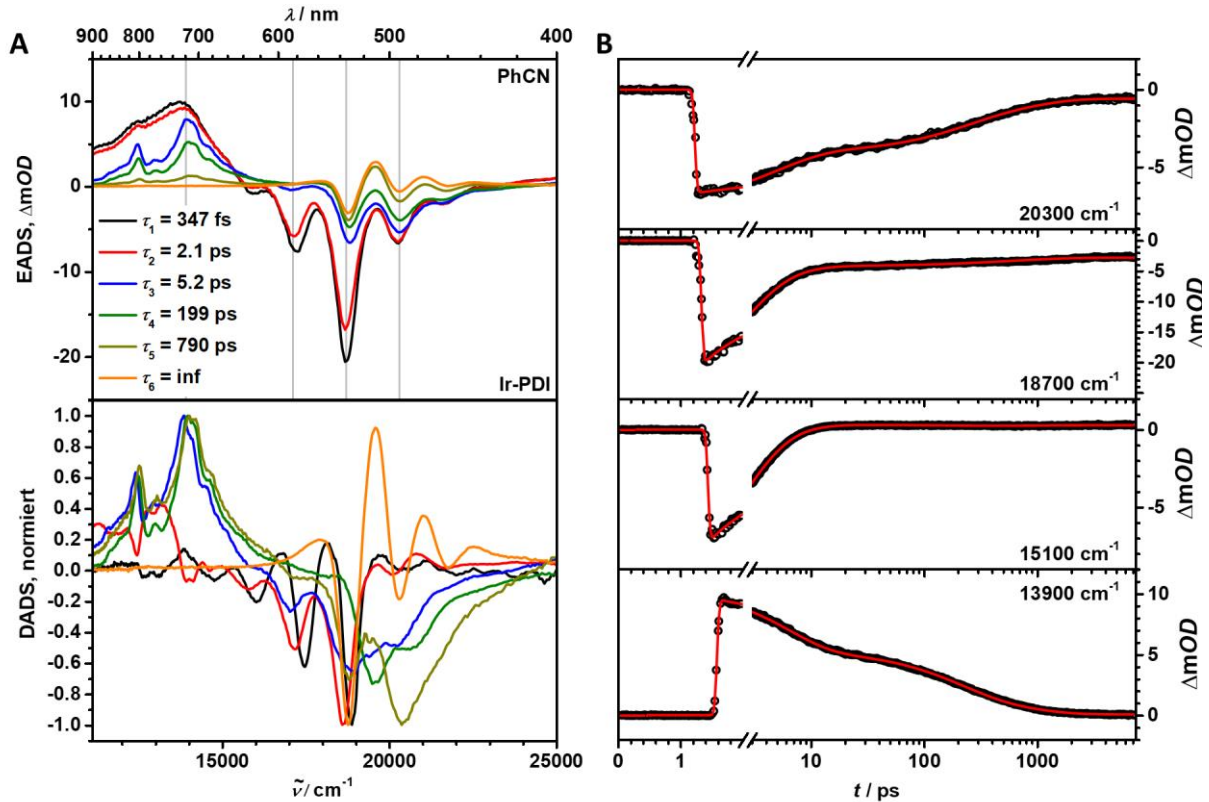 A
λ / nm
900 800 700 600 500 400
PhCN
10
0
-10
-20
EADS, ΔmOD
τ1 = 347 fs
τ2 = 2.1 ps
τ3 = 5.2 ps
τ4 = 199 ps
τ5 = 790 ps
τ6 = inf
Ir-PDI
1.0
0.8
0.6
0.4
0.2
0.0
-0.2
-0.4
-0.6
-0.8
-1.0
DADS, normiert
15000 20000 25000
ṽ / cm⁻¹
B
0
-5
ΔmOD
20300 cm⁻¹
0
-5
-10
-15
-20
ΔmOD
18700 cm⁻¹
0
-5
ΔmOD
15100 cm⁻¹
13900 cm⁻¹
10
5
0
ΔmOD
0 1 10 100 1000
t / ps